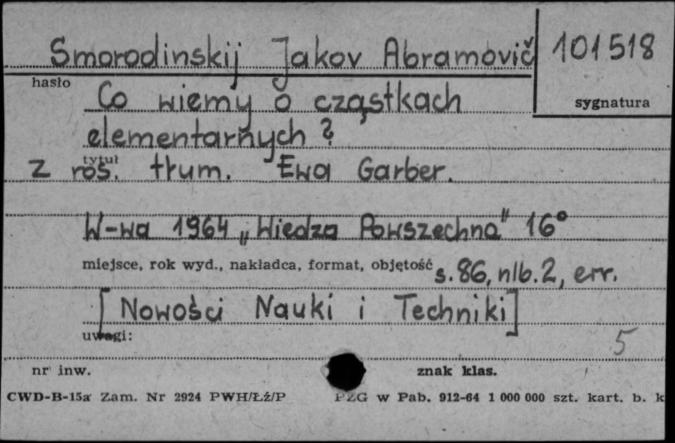 Smorodinskij Jakov Abramovič 101518
hasło
Co wiemy o cząstkach
sygnatura
elementarnych?
tytuł
z ros. tłum. Ewa Garber.
W-wa 1964 „Wiedza Powszechna" 16°
miejsce, rok wyd., nakładca, format, objętość s. 86, nlb. 2, err.
[Nowości Nauki i Techniki]
uwagi:
5
nr inw. znak klas.
CWD-B-15a Zam. Nr 2924 PWH/Łź/P PZG w Pab. 912-64 1 000 000 szt. kart. b. k